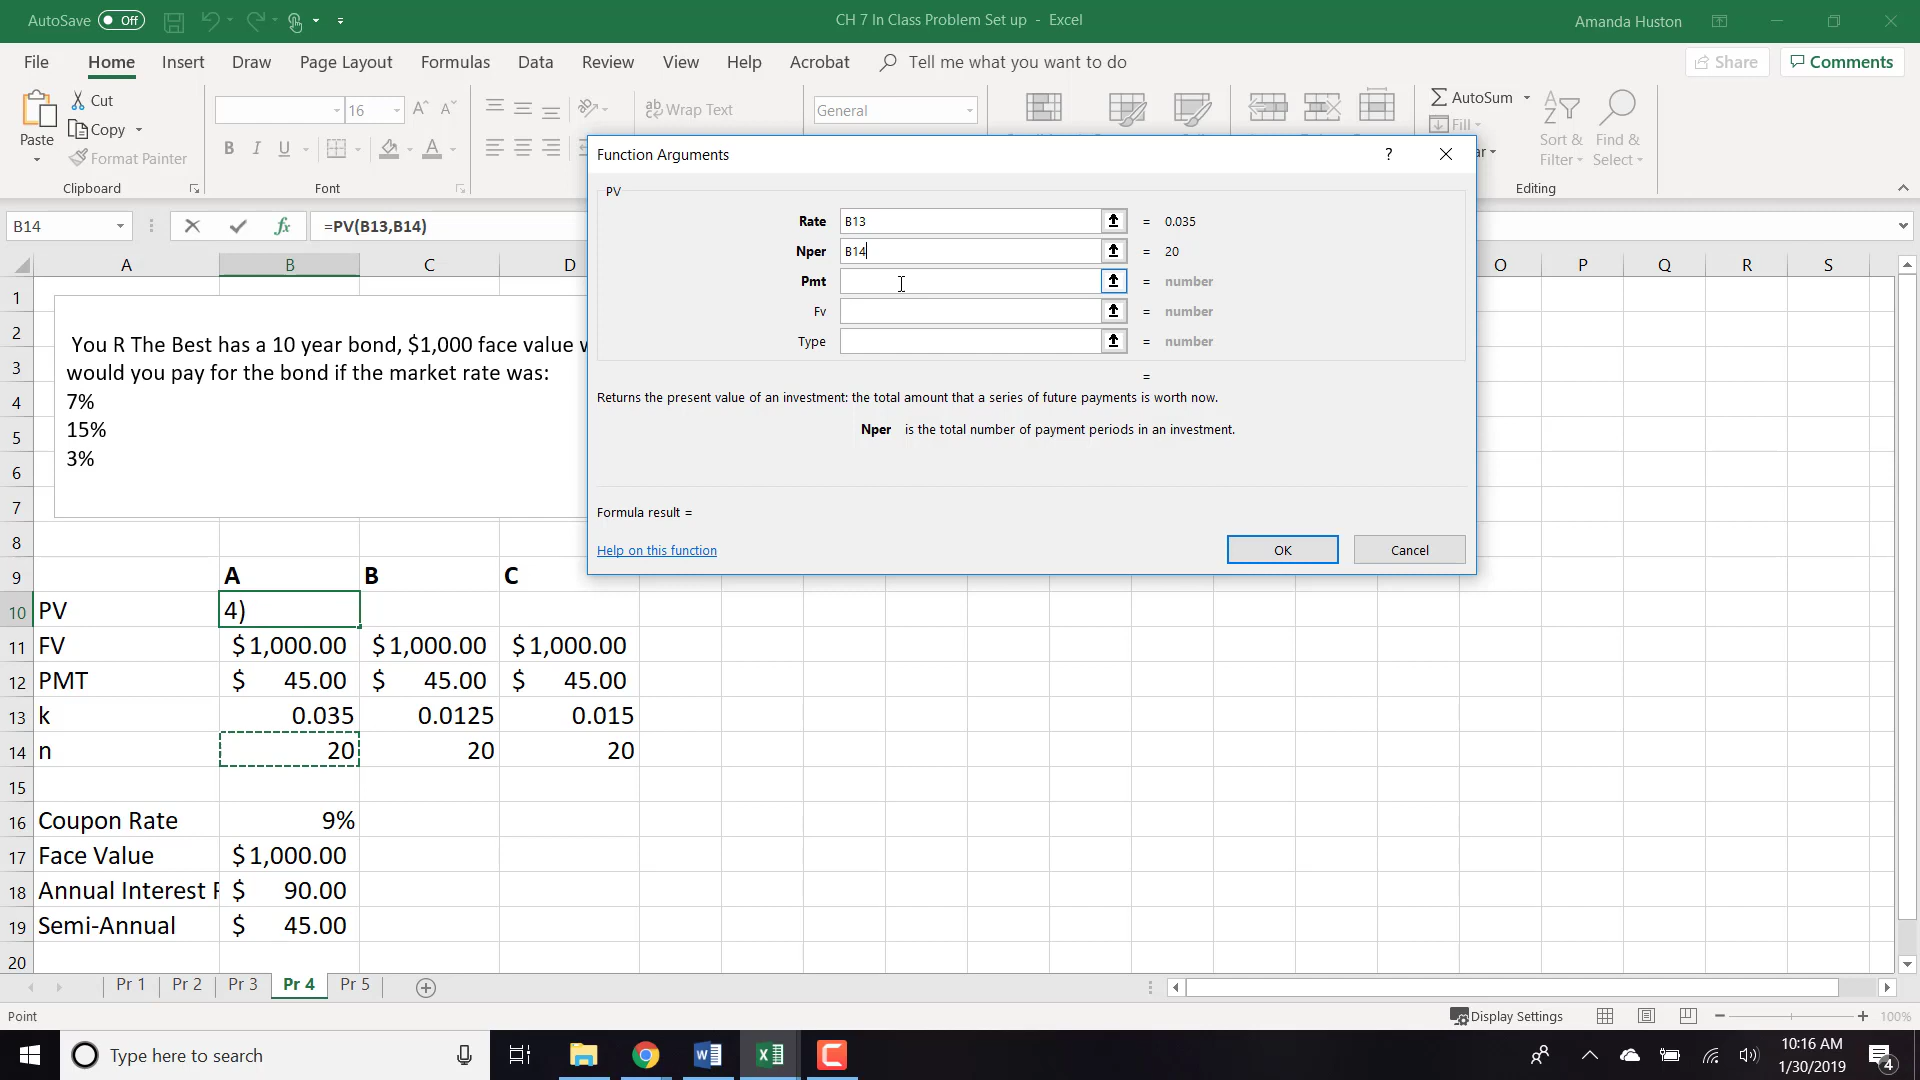 AutoSave Off
CH 7 In Class Problem Set up - Excel
Amanda Huston
File Home Insert Draw Page Layout Formulas Data Review View Help Acrobat Tell me what you want to do
Share Comments
Paste
Cut
Copy
Format Painter
Clipboard
16
B I U A
Font
Wrap Text
General
AutoSum
Fill
Sort & Filter
Find & Select
Editing
B14
fx
=PV(B13,B14)
Function Arguments
?
PV
Rate B13 = 0.035
Nper B14 = 20
Pmt = number
Fv = number
Type = number
=
Returns the present value of an investment: the total amount that a series of future payments is worth now.
Nper is the total number of payment periods in an investment.
Formula result =
Help on this function
OK Cancel
A B C D O P Q R S
1
2 You R The Best has a 10 year bond, $1,000 face value
3 would you pay for the bond if the market rate was:
4 7%
5 15%
6 3%
7
8
9 A B C
10 PV 4)
11 FV $1,000.00 $1,000.00 $1,000.00
12 PMT $ 45.00 $ 45.00 $ 45.00
13 k 0.035 0.0125 0.015
14 n 20 20 20
15
16 Coupon Rate 9%
17 Face Value $1,000.00
18 Annual Interest $ 90.00
19 Semi-Annual $ 45.00
20
Pr 1 Pr 2 Pr 3 Pr 4 Pr 5
Point
Display Settings
100%
Type here to search
10:16 AM
1/30/2019
4